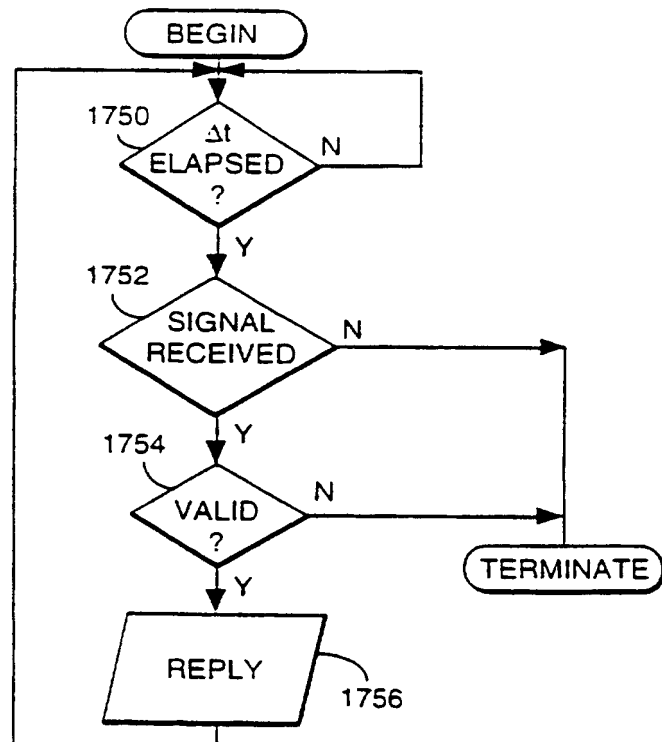 BEGIN
1750
Δt
ELAPSED
?
N
Y
1752
SIGNAL
RECEIVED
N
Y
1754
VALID
?
N
Y
TERMINATE
REPLY
1756